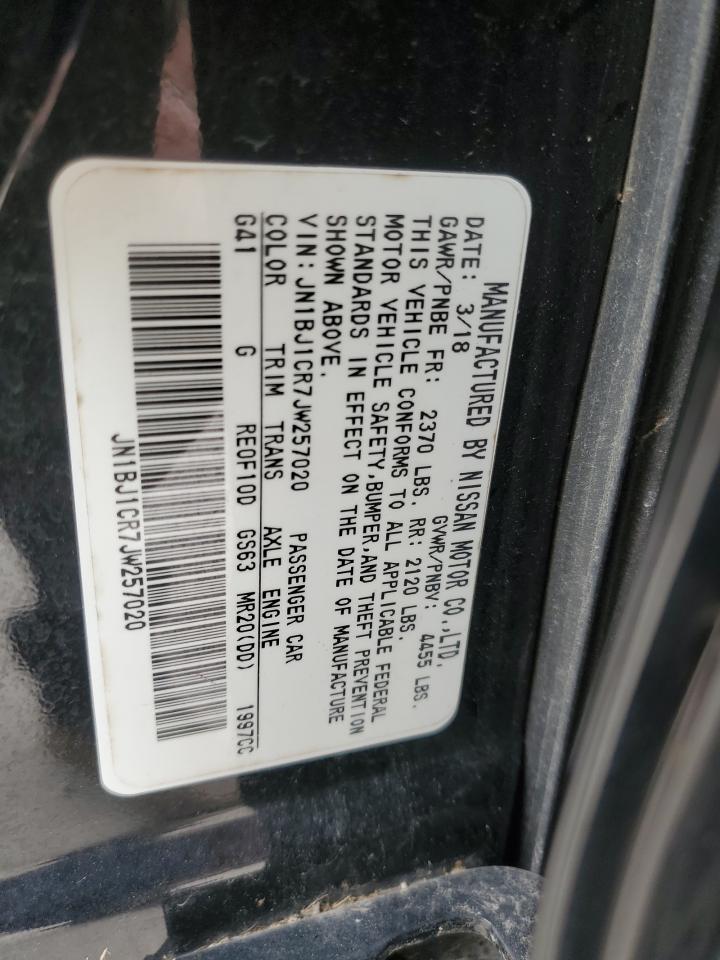 MANUFACTURED BY NISSAN MOTOR CO.,LTD.
DATE: 3/18 GVWR/PNBV: 4455 LBS.
GAWR/PNBE FR: 2370 LBS. RR: 2120 LBS.
THIS VEHICLE CONFORMS TO ALL APPLICABLE FEDERAL
MOTOR VEHICLE SAFETY,BUMPER,AND THEFT PREVENTION
STANDARDS IN EFFECT ON THE DATE OF MANUFACTURE
SHOWN ABOVE.
VIN: JN1BJ1CR7JW257020 PASSENGER CAR
COLOR TRIM TRANS AXLE ENGINE
G41 G RE0F10D GS63 MR20(DD) 1997CC
JN1BJ1CR7JW257020